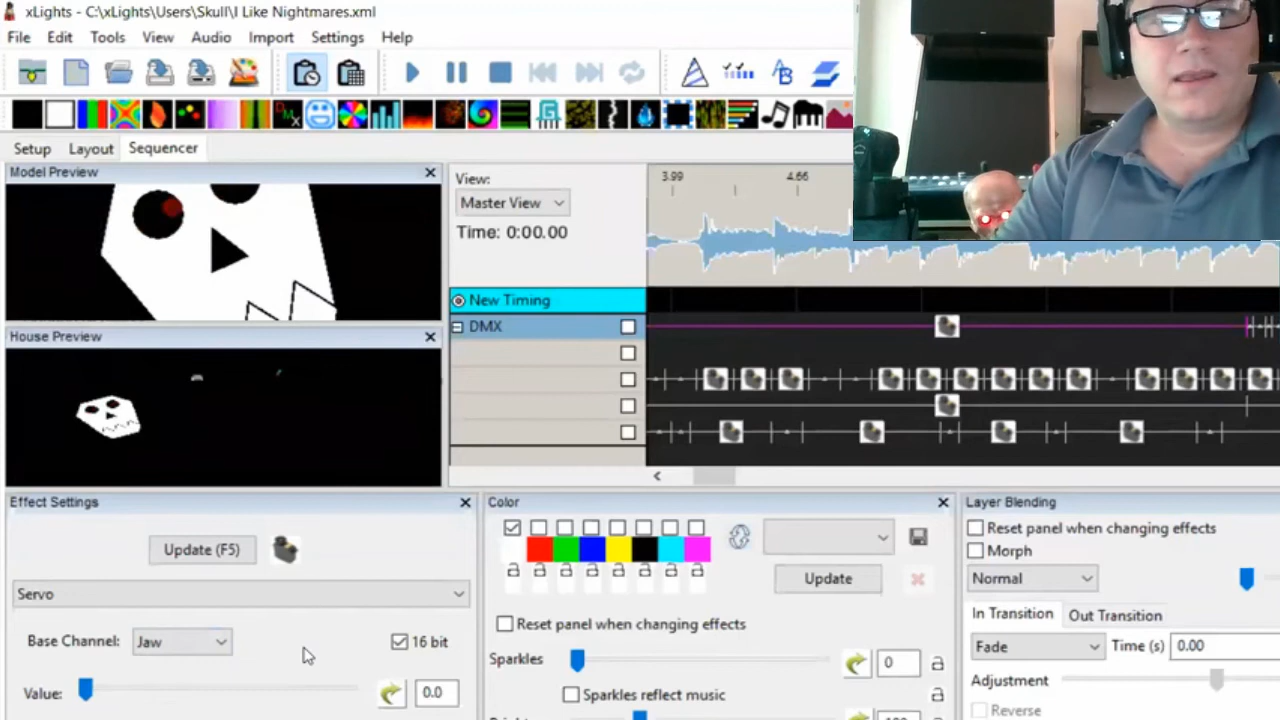 xLights - C:\xLights\Users\Skull\I Like Nightmares.xml
File Edit Tools View Audio Import Settings Help
Setup Layout Sequencer
Model Preview
View:
Master View
Time: 0:00.00
3.99 4.66
House Preview
New Timing
DMX
Effect Settings
Update (F5)
Servo
Base Channel: Jaw 16 bit
Value: 0.0
Color
Update
Reset panel when changing effects
Sparkles 0
Sparkles reflect music
Layer Blending
Reset panel when changing effects
Morph
Normal
In Transition Out Transition
Fade Time (s) 0.00
Adjustment
Reverse